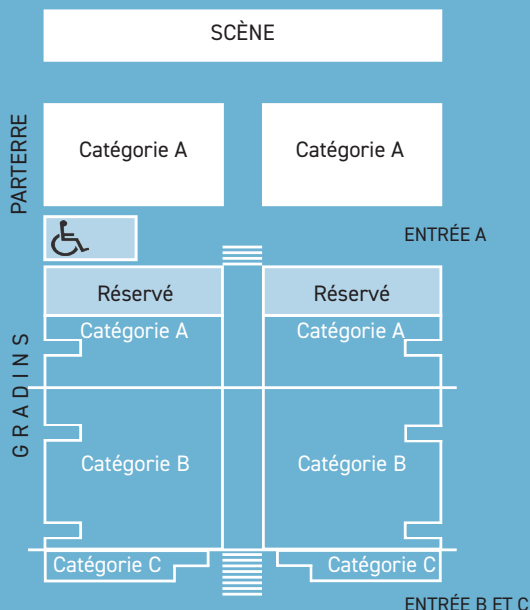 SCÈNE
PARTERRE
Catégorie A
Catégorie A
ENTRÉE A
GRADINS
Réservé
Réservé
Catégorie A
Catégorie A
Catégorie B
Catégorie B
Catégorie C
Catégorie C
ENTRÉE B ET C